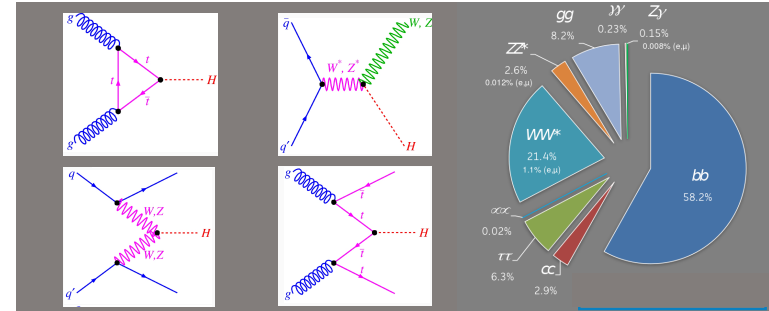 g
t
t
H
t̄
g
q̄
W, Z
W*, Z*
q′
H
q
W,Z
H
W,Z
q′
g
t
t
H
t̄
g
gg
8.2%
γγ
0.23%
Zγ
0.15%
0.008% (e,μ)
ZZ*
2.6%
0.012% (e,μ)
WW*
21.4%
1.1% (e,μ)
bb
58.2%
0.02%
ττ
6.3%
cc
2.9%